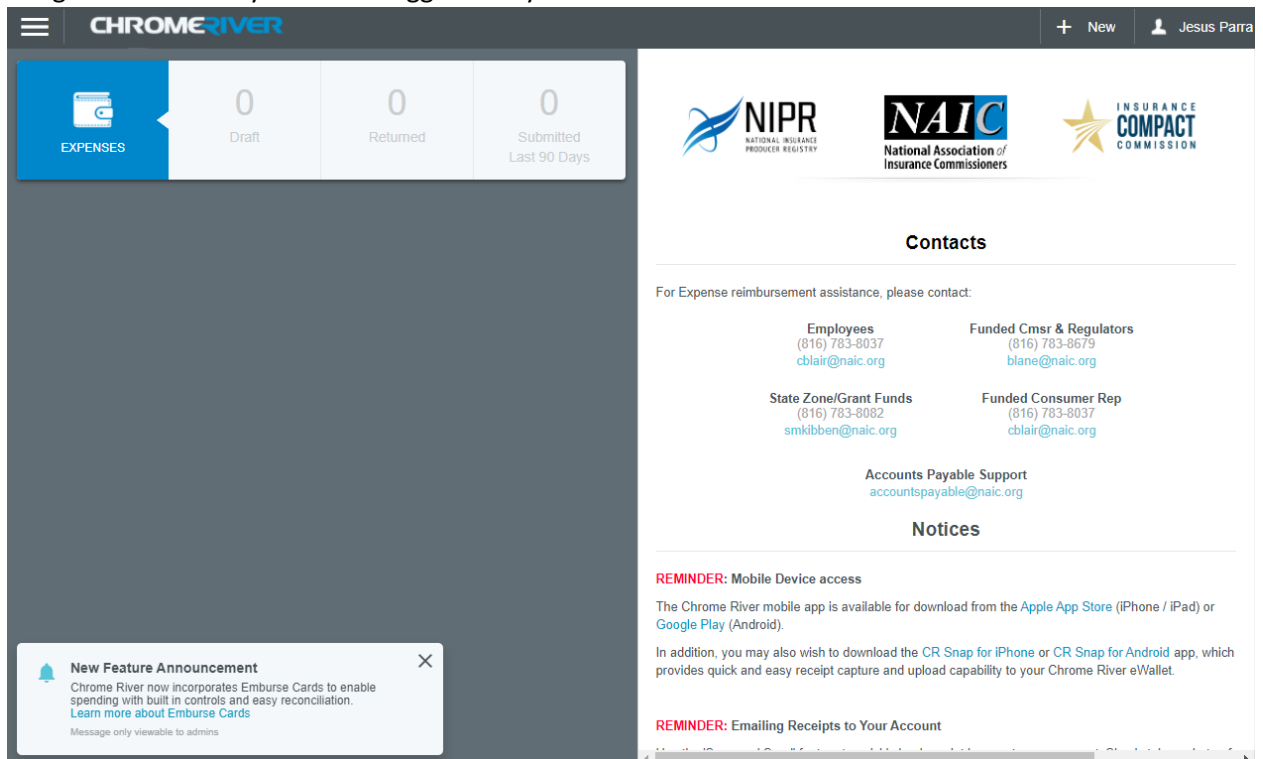 CHROMERIVER
+ New
Jesus Parra
EXPENSES
0
Draft
0
Returned
0
Submitted
Last 90 Days
NIPR
NATIONAL INSURANCE
PRODUCER REGISTRY
NAIC
National Association of
Insurance Commissioners
INSURANCE
COMPACT
COMMISSION
Contacts
For Expense reimbursement assistance, please contact:
Employees
(816) 783-8037
cblair@naic.org
Funded Cmsr & Regulators
(816) 783-8679
blane@naic.org
State Zone/Grant Funds
(816) 783-8082
smkibben@naic.org
Funded Consumer Rep
(816) 783-8037
cblair@naic.org
Accounts Payable Support
accountspayable@naic.org
Notices
REMINDER: Mobile Device access
The Chrome River mobile app is available for download from the Apple App Store (iPhone / iPad) or
Google Play (Android).
In addition, you may also wish to download the CR Snap for iPhone or CR Snap for Android app, which
provides quick and easy receipt capture and upload capability to your Chrome River eWallet.
REMINDER: Emailing Receipts to Your Account
New Feature Announcement
Chrome River now incorporates Emburse Cards to enable
spending with built in controls and easy reconciliation.
Learn more about Emburse Cards
Message only viewable to admins